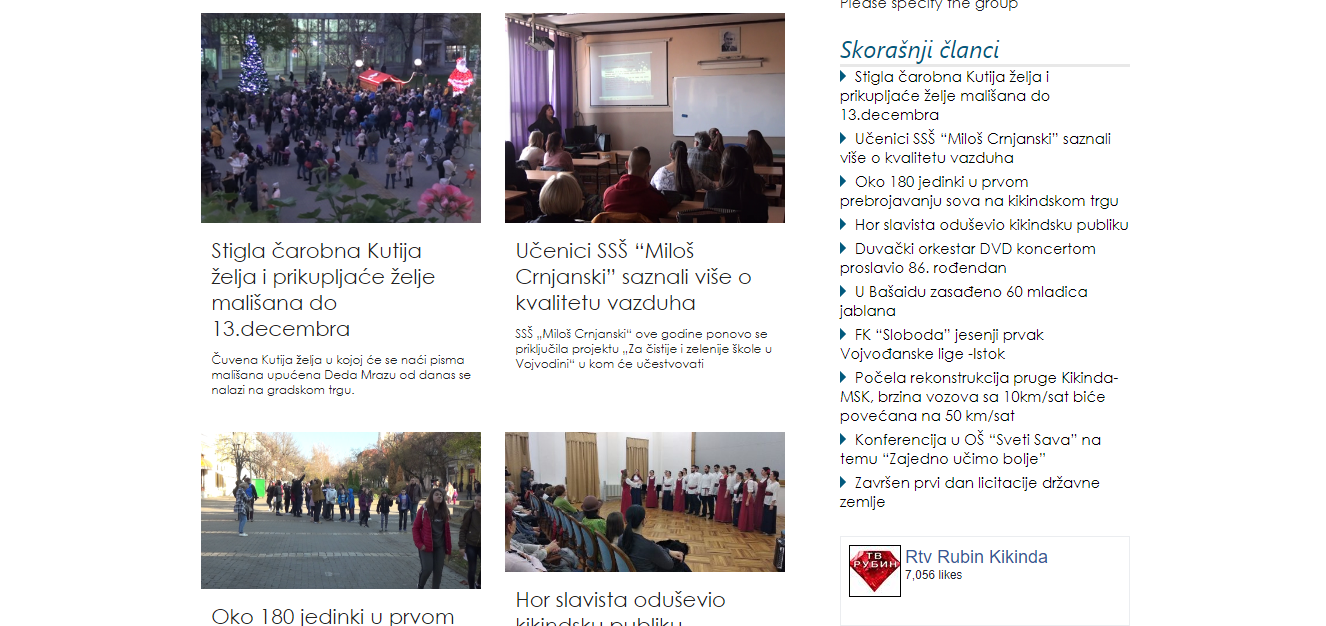 Please specify the group
Stigla čarobna Kutija
želja i prikupljaće želje
mališana do
13.decembra
Čuvena Kutija želja u kojoj će se naći pisma
mališana upućena Deda Mrazu od danas se
nalazi na gradskom trgu.
Učenici SSŠ “Miloš
Crnjanski” saznali više o
kvalitetu vazduha
SSŠ „Miloš Crnjanski“ ove godine ponovo se
priključila projektu „Za čistije i zelenije škole u
Vojvodini“ u kom će učestvovati
Oko 180 jedinki u prvom
Hor slavista oduševio
kikindsku publiku
Skorašnji članci
Stigla čarobna Kutija želja i
prikupljaće želje mališana do
13.decembra
Učenici SSŠ “Miloš Crnjanski” saznali
više o kvalitetu vazduha
Oko 180 jedinki u prvom
prebrojavanju sova na kikindskom trgu
Hor slavista oduševio kikindsku publiku
Duvački orkestar DVD koncertom
proslavio 86. rođendan
U Bašaidu zasađeno 60 mladica
jablana
FK “Sloboda” jesenji prvak
Vojvođanske lige -Istok
Počela rekonstrukcija pruge Kikinda-
MSK, brzina vozova sa 10km/sat biće
povećana na 50 km/sat
Konferencija u OŠ “Sveti Sava” na
temu “Zajedno učimo bolje”
Završen prvi dan licitacije državne
zemlje
ТВ
РУБИН
Rtv Rubin Kikinda
7,056 likes